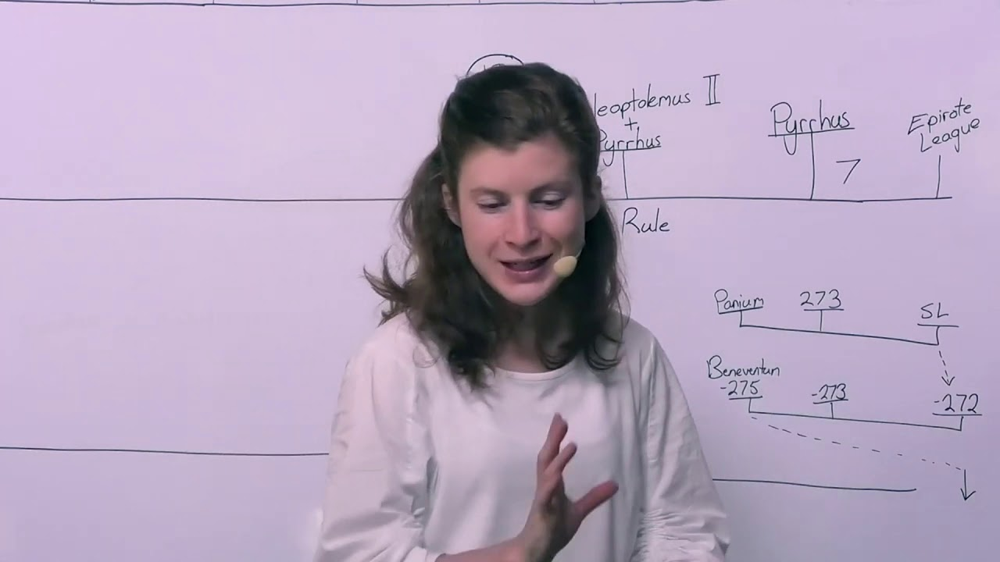 leoptolemus II
+
Pyrrhus
Pyrrhus
7
Epirote
League
Rule
Panium
273
SL
Beneventum
-275
-273
-272